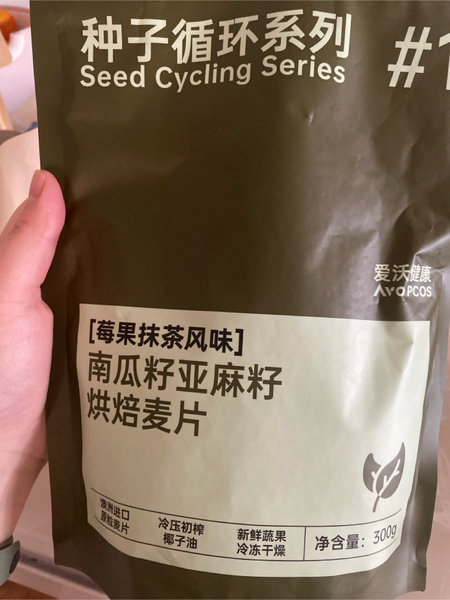 种子循环系列
Seed Cycling Series
#1
爱沃健康
AvoPCOS
[莓果抹茶风味]
南瓜籽亚麻籽
烘焙麦片
澳洲进口
原粒麦片
冷压初榨
椰子油
新鲜蔬果
冷冻干燥
净含量：300g